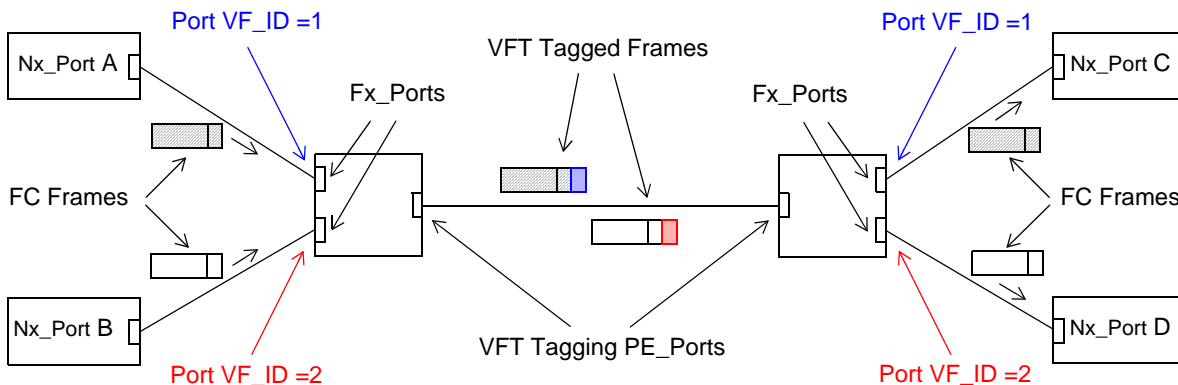 Port VF_ID =1
Port VF_ID =1
VFT Tagged Frames
Nx_Port A
Nx_Port C
Fx_Ports
Fx_Ports
FC Frames
FC Frames
Nx_Port B
Nx_Port D
VFT Tagging PE_Ports
Port VF_ID =2
Port VF_ID =2